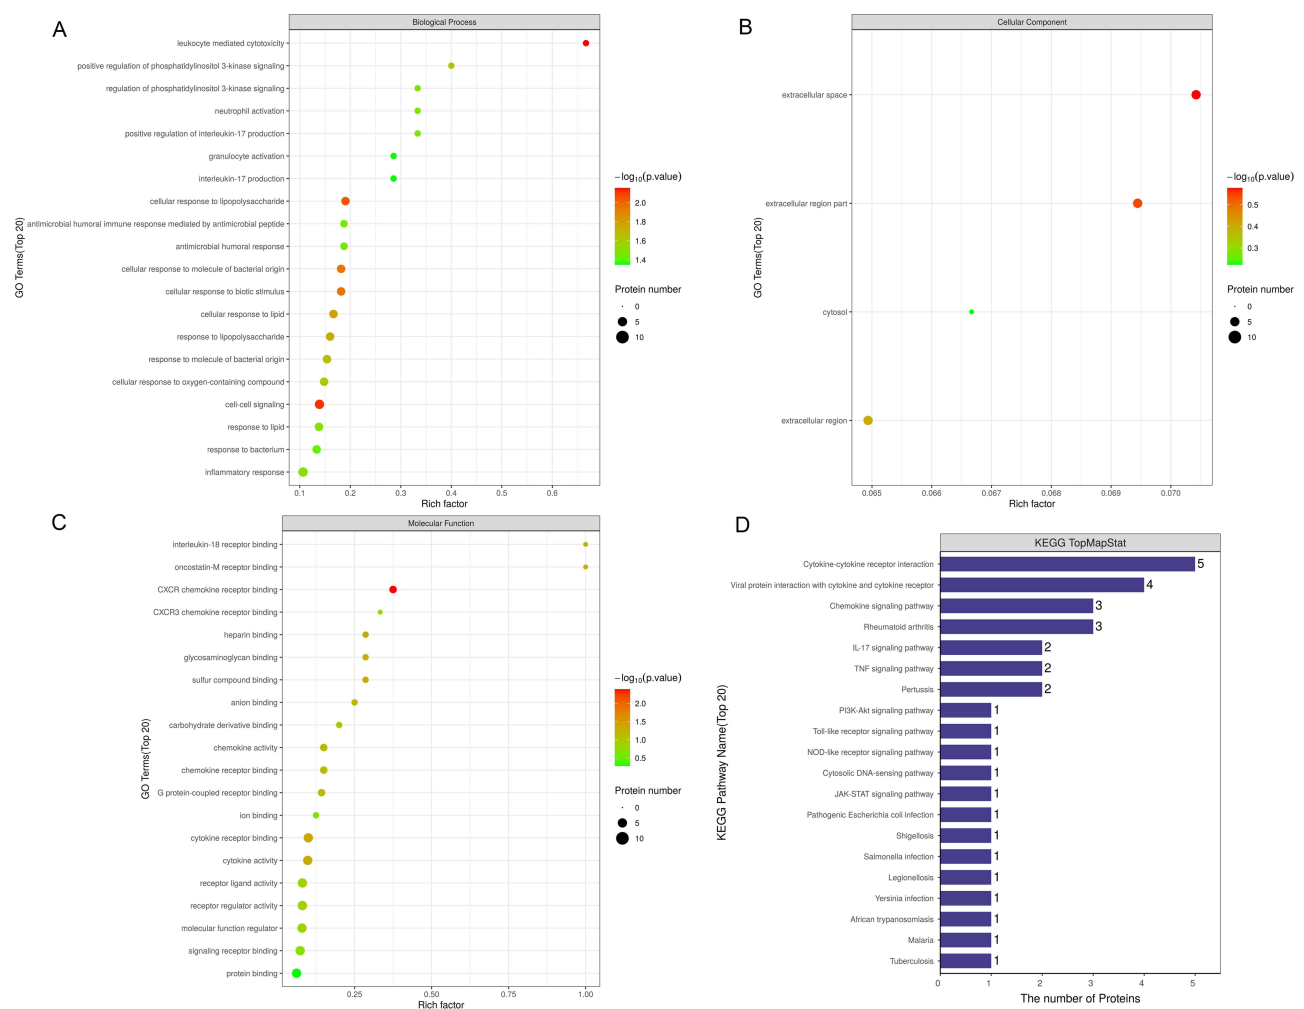 A
Biological Process
leukocyte mediated cytotoxicity
positive regulation of phosphatidylinositol 3-kinase signaling
regulation of phosphatidylinositol 3-kinase signaling
neutrophil activation
positive regulation of interleukin-17 production
granulocyte activation
interleukin-17 production
cellular response to lipopolysaccharide
antimicrobial humoral immune response mediated by antimicrobial peptide
antimicrobial humoral response
cellular response to molecule of bacterial origin
cellular response to biotic stimulus
cellular response to lipid
response to lipopolysaccharide
response to molecule of bacterial origin
cellular response to oxygen-containing compound
cell-cell signaling
response to lipid
response to bacterium
inflammatory response
GO Terms(Top 20)
0.1 0.2 0.3 0.4 0.5 0.6
Rich factor
−log₁₀(p.value)
2.0
1.8
1.6
1.4
Protein number
0
5
10
B
Cellular Component
extracellular space
extracellular region part
cytosol
extracellular region
GO Terms(Top 20)
0.065 0.066 0.067 0.068 0.069 0.070
Rich factor
−log₁₀(p.value)
0.5
0.4
0.3
Protein number
0
5
10
C
Molecular Function
interleukin-18 receptor binding
oncostatin-M receptor binding
CXCR chemokine receptor binding
CXCR3 chemokine receptor binding
heparin binding
glycosaminoglycan binding
sulfur compound binding
anion binding
carbohydrate derivative binding
chemokine activity
chemokine receptor binding
G protein-coupled receptor binding
ion binding
cytokine receptor binding
cytokine activity
receptor ligand activity
receptor regulator activity
molecular function regulator
signaling receptor binding
protein binding
GO Terms(Top 20)
0.25 0.50 0.75 1.00
Rich factor
−log₁₀(p.value)
2.0
1.5
1.0
0.5
Protein number
0
5
10
D
KEGG TopMapStat
Cytokine-cytokine receptor interaction 5
Viral protein interaction with cytokine and cytokine receptor 4
Chemokine signaling pathway 3
Rheumatoid arthritis 3
IL-17 signaling pathway 2
TNF signaling pathway 2
Pertussis 2
PI3K-Akt signaling pathway 1
Toll-like receptor signaling pathway 1
NOD-like receptor signaling pathway 1
Cytosolic DNA-sensing pathway 1
JAK-STAT signaling pathway 1
Pathogenic Escherichia coli infection 1
Shigellosis 1
Salmonella infection 1
Legionellosis 1
Yersinia infection 1
African trypanosomiasis 1
Malaria 1
Tuberculosis 1
KEGG Pathway Name(Top 20)
0 1 2 3 4 5
The number of Proteins